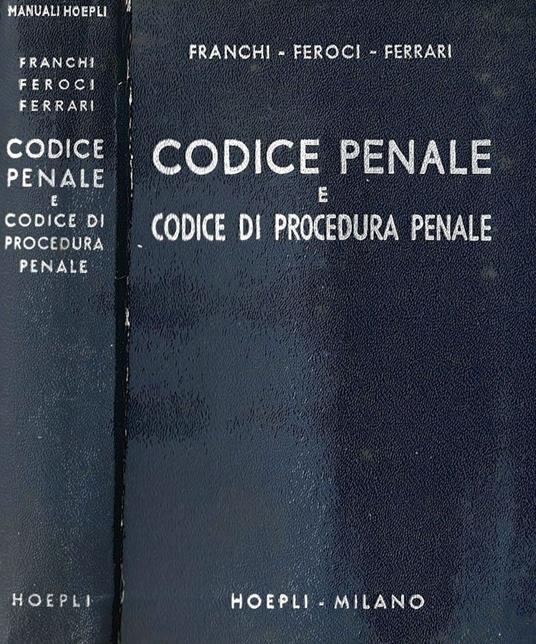 MANUALI HOEPLI
FRANCHI
FEROCI
FERRARI
CODICE
PENALE
E
CODICE DI
PROCEDURA
PENALE
HOEPLI
FRANCHI - FEROCI - FERRARI
CODICE PENALE
E
CODICE DI PROCEDURA PENALE
HOEPLI - MILANO